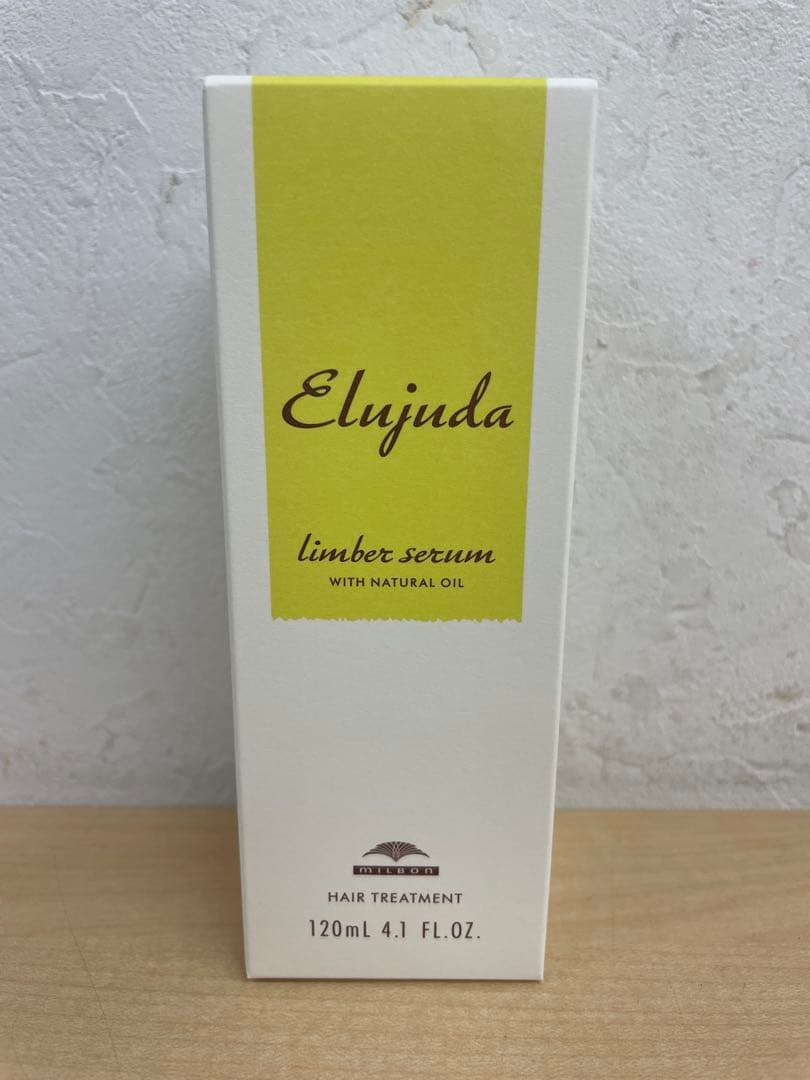 Elujuda
limber serum
WITH NATURAL OIL
MILBON
HAIR TREATMENT
120mL 4.1 FL.OZ.